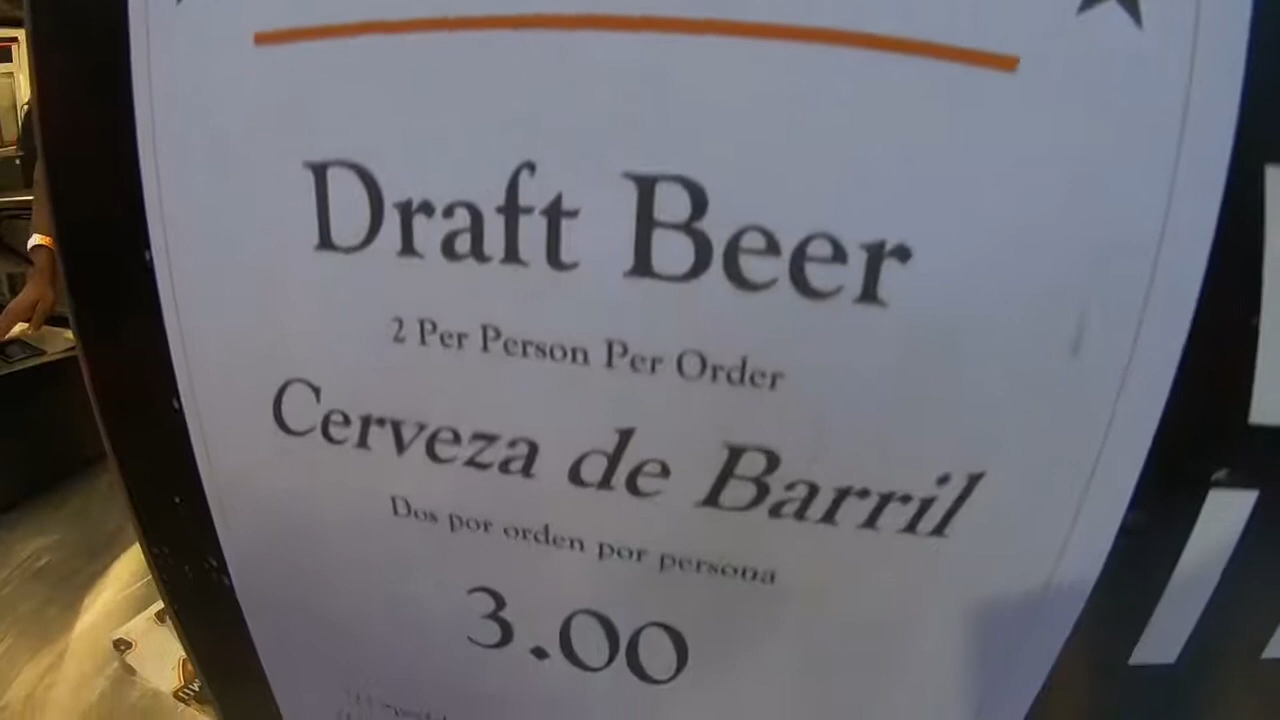 Draft Beer
2 Per Person Per Order
Cerveza de Barril
Dos por orden por persona
3.00